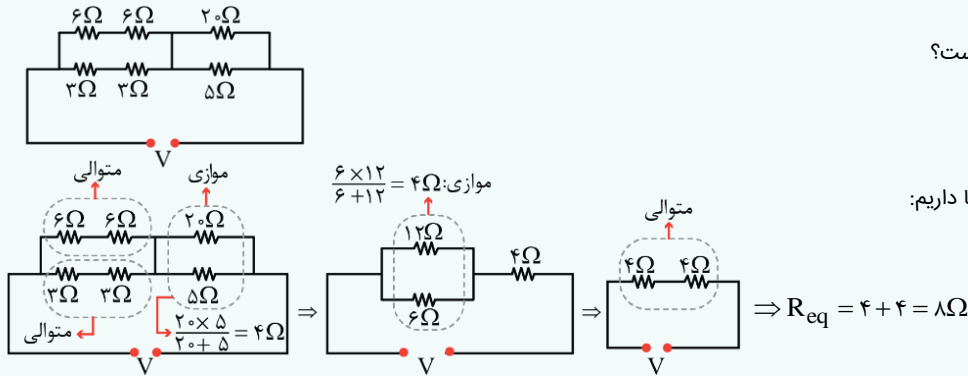 ۶Ω ۶Ω ۲۰Ω
ست؟
۳Ω ۳Ω ۵Ω
V
متوالی
موازی
موازی: ۶×۱۲/۶+۱۲ = ۴Ω
ا داریم:
متوالی
۶Ω ۶Ω ۲۰Ω
۱۲Ω
۴Ω
۴Ω ۴Ω
۳Ω ۳Ω ۵Ω
⇒
۶Ω
⇒
⇒ R_eq = ۴+۴ = ۸Ω
متوالی
۲۰×۵/۲۰+۵ = ۴Ω
V
V
V